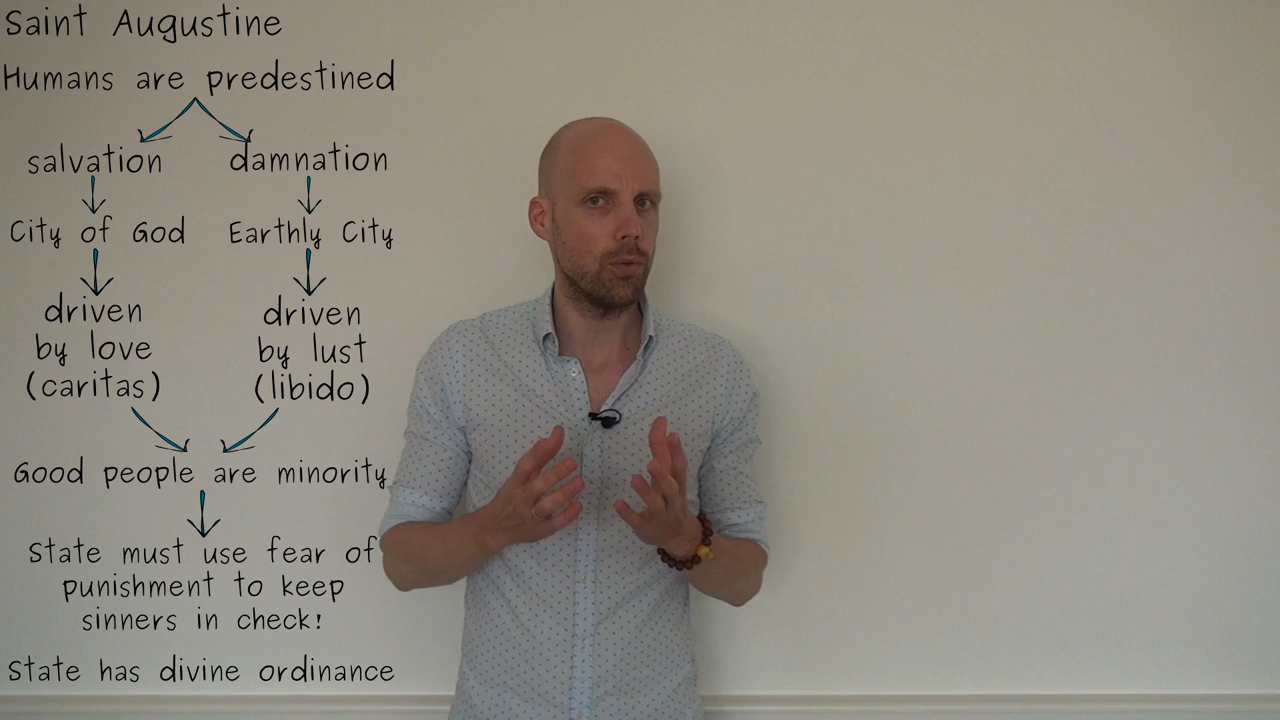 Saint Augustine
Humans are predestined
salvation damnation
City of God Earthly City
driven driven
by love by lust
(caritas) (libido)
Good people are minority
State must use fear of
punishment to keep
sinners in check!
State has divine ordinance